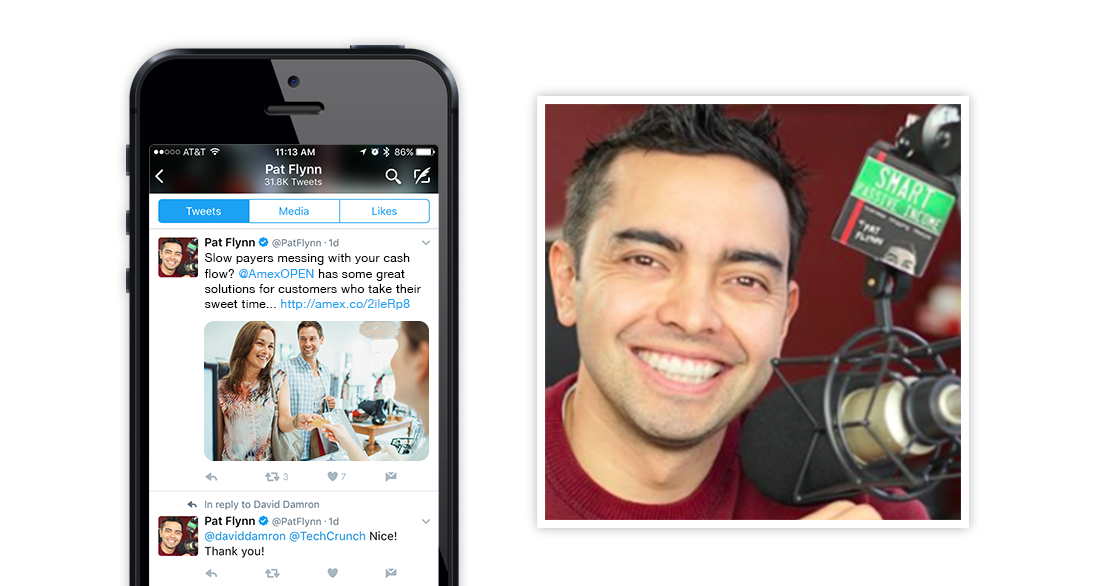 AT&T 11:13 AM 86%
Pat Flynn
31.8K Tweets
Tweets Media Likes
Pat Flynn @PatFlynn · 1d
Slow payers messing with your cash
flow? @AmexOPEN has some great
solutions for customers who take their
sweet time... http://amex.co/2ileRp8
3 7
In reply to David Damron
Pat Flynn @PatFlynn · 1d
@daviddamron @TechCrunch Nice!
Thank you!
SMART
PASSIVE INCOME
PAT
FLYNN